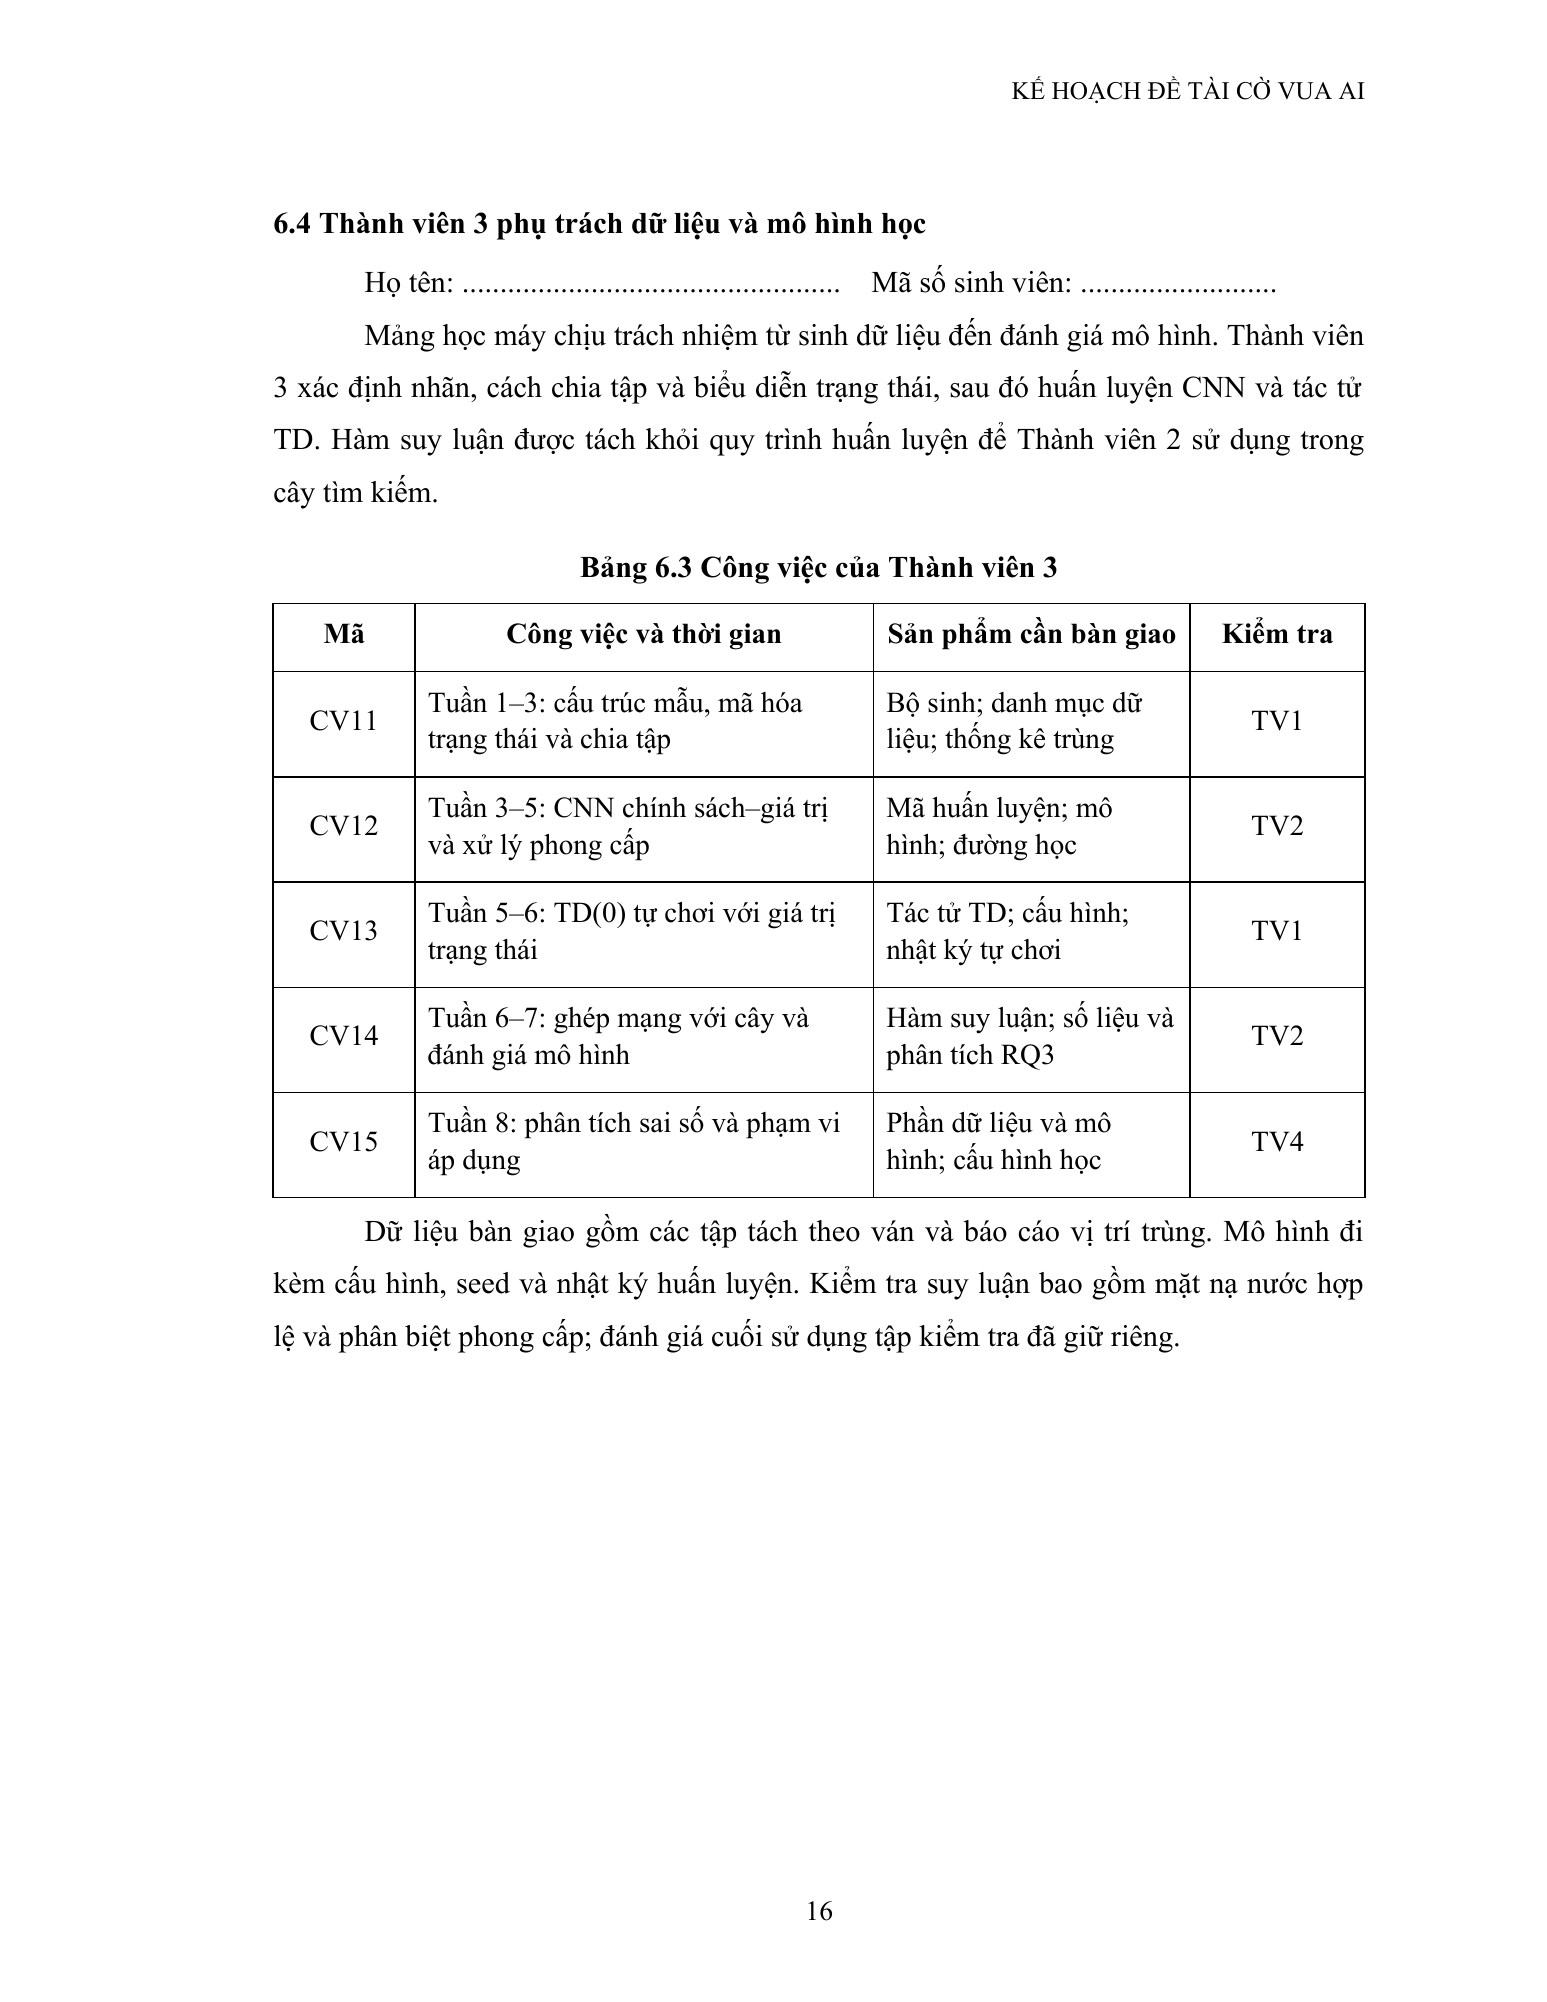 KẾ HOẠCH ĐỀ TÀI CỜ VUA AI
6.4 Thành viên 3 phụ trách dữ liệu và mô hình học
Họ tên: .................................................. Mã số sinh viên: ..........................
Mảng học máy chịu trách nhiệm từ sinh dữ liệu đến đánh giá mô hình. Thành viên
3 xác định nhãn, cách chia tập và biểu diễn trạng thái, sau đó huấn luyện CNN và tác tử
TD. Hàm suy luận được tách khỏi quy trình huấn luyện để Thành viên 2 sử dụng trong
cây tìm kiếm.
Bảng 6.3 Công việc của Thành viên 3
Mã Công việc và thời gian Sản phẩm cần bàn giao Kiểm tra
CV11 Tuần 1–3: cấu trúc mẫu, mã hóa
trạng thái và chia tập
Bộ sinh; danh mục dữ
liệu; thống kê trùng
TV1
CV12 Tuần 3–5: CNN chính sách–giá trị
và xử lý phong cấp
Mã huấn luyện; mô
hình; đường học
TV2
CV13 Tuần 5–6: TD(0) tự chơi với giá trị
trạng thái
Tác tử TD; cấu hình;
nhật ký tự chơi
TV1
CV14 Tuần 6–7: ghép mạng với cây và
đánh giá mô hình
Hàm suy luận; số liệu và
phân tích RQ3
TV2
CV15 Tuần 8: phân tích sai số và phạm vi
áp dụng
Phần dữ liệu và mô
hình; cấu hình học
TV4
Dữ liệu bàn giao gồm các tập tách theo ván và báo cáo vị trí trùng. Mô hình đi
kèm cấu hình, seed và nhật ký huấn luyện. Kiểm tra suy luận bao gồm mặt nạ nước hợp
lệ và phân biệt phong cấp; đánh giá cuối sử dụng tập kiểm tra đã giữ riêng.
16